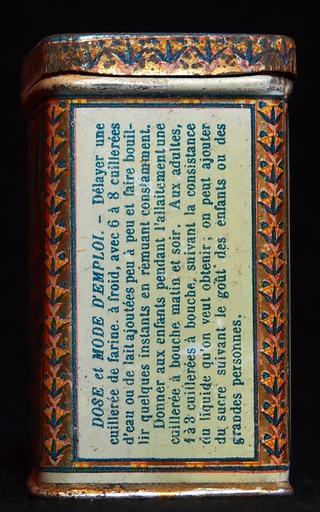 DOSE et MODE D'EMPLOI. – Délayer une
cuillerée de farine, à froid, avec 6 à 8 cuillerées
d'eau ou de lait ajoutées peu à peu et faire bouil-
lir quelques instants en remuant constamment.
Donner aux enfants pendant l'allaitement une
cuillerée à bouche matin et soir. Aux adultes,
1 à 3 cuillerées à bouche, suivant la consistance
du liquide qu'on veut obtenir; on peut ajouter
du sucre suivant le goût des enfants ou des
grandes personnes.